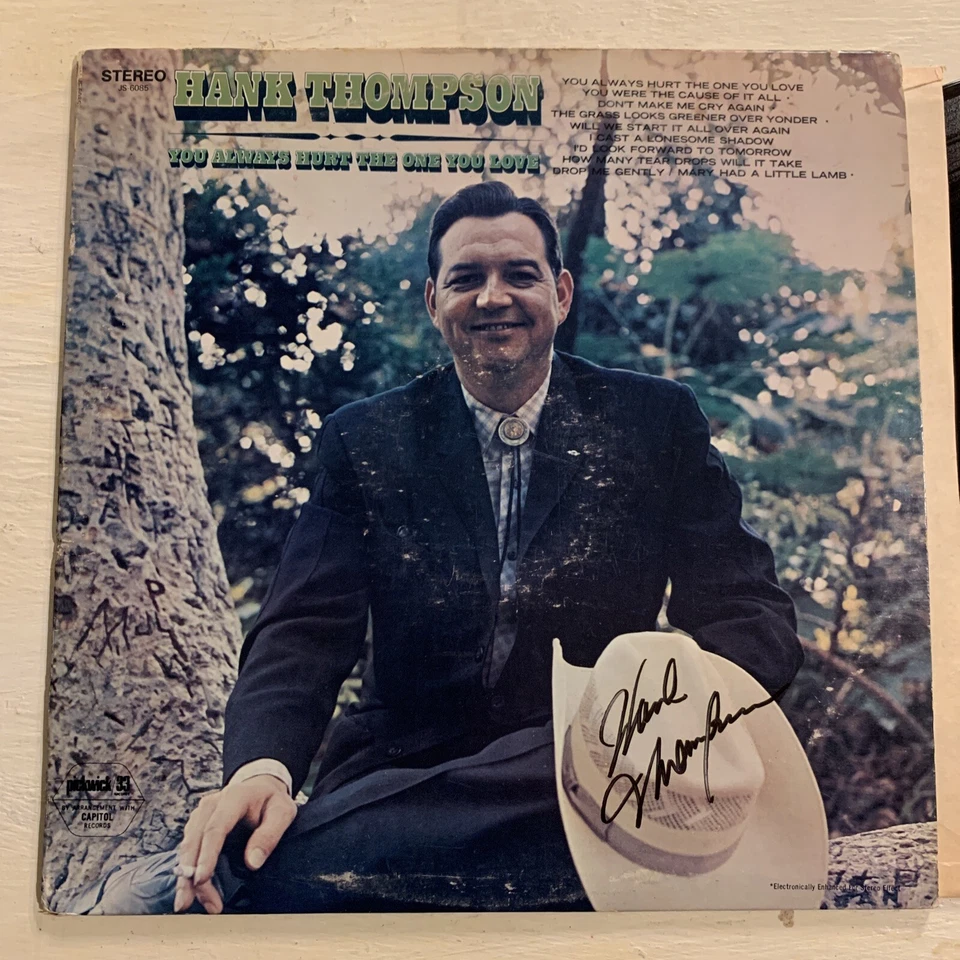 STEREO
JS 6085
HANK THOMPSON
YOU ALWAYS HURT THE ONE YOU LOVE
YOU ALWAYS HURT THE ONE YOU LOVE
YOU WERE THE CAUSE OF IT ALL •
DON'T MAKE ME CRY AGAIN •
THE GRASS LOOKS GREENER OVER YONDER •
WILL WE START IT ALL OVER AGAIN
I CAST A LONESOME SHADOW
I'D LOOK FORWARD TO TOMORROW
HOW MANY TEAR DROPS WILL IT TAKE
DROP ME GENTLY / MARY HAD A LITTLE LAMB •
Hank
Thompson
pickwick/33
BY ARRANGEMENT WITH
CAPITOL
RECORDS
*Electronically Enhanced for Stereo Effect